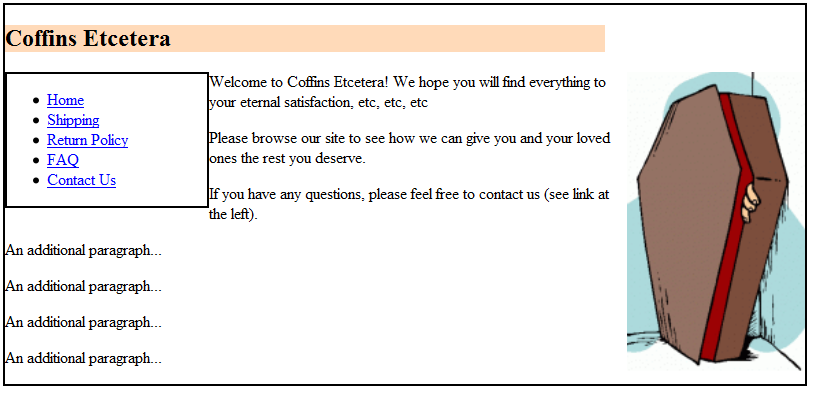 Coffins Etcetera
Home
Shipping
Return Policy
FAQ
Contact Us
Welcome to Coffins Etcetera! We hope you will find everything to
your eternal satisfaction, etc, etc, etc
Please browse our site to see how we can give you and your loved
ones the rest you deserve.
If you have any questions, please feel free to contact us (see link at
the left).
An additional paragraph...
An additional paragraph...
An additional paragraph...
An additional paragraph...